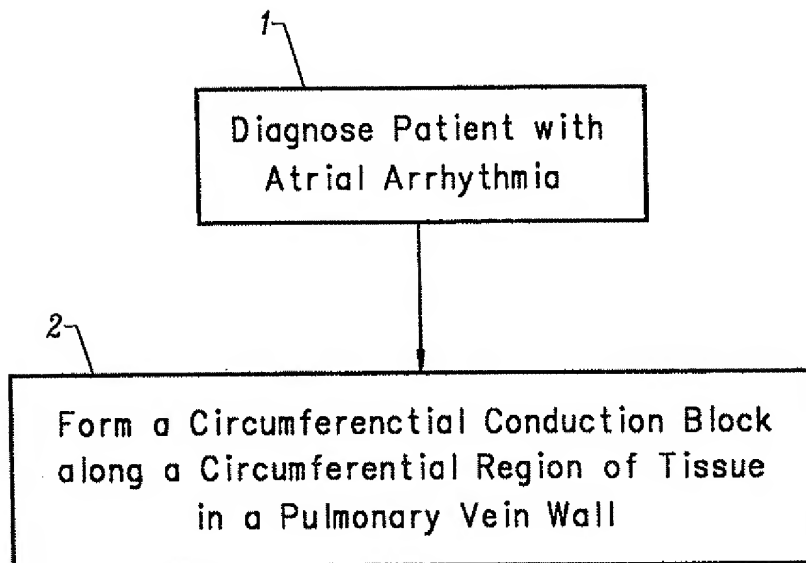 1
Diagnose Patient with
Atrial Arrhythmia
2
Form a Circumferenctial Conduction Block
along a Circumferential Region of Tissue
in a Pulmonary Vein Wall